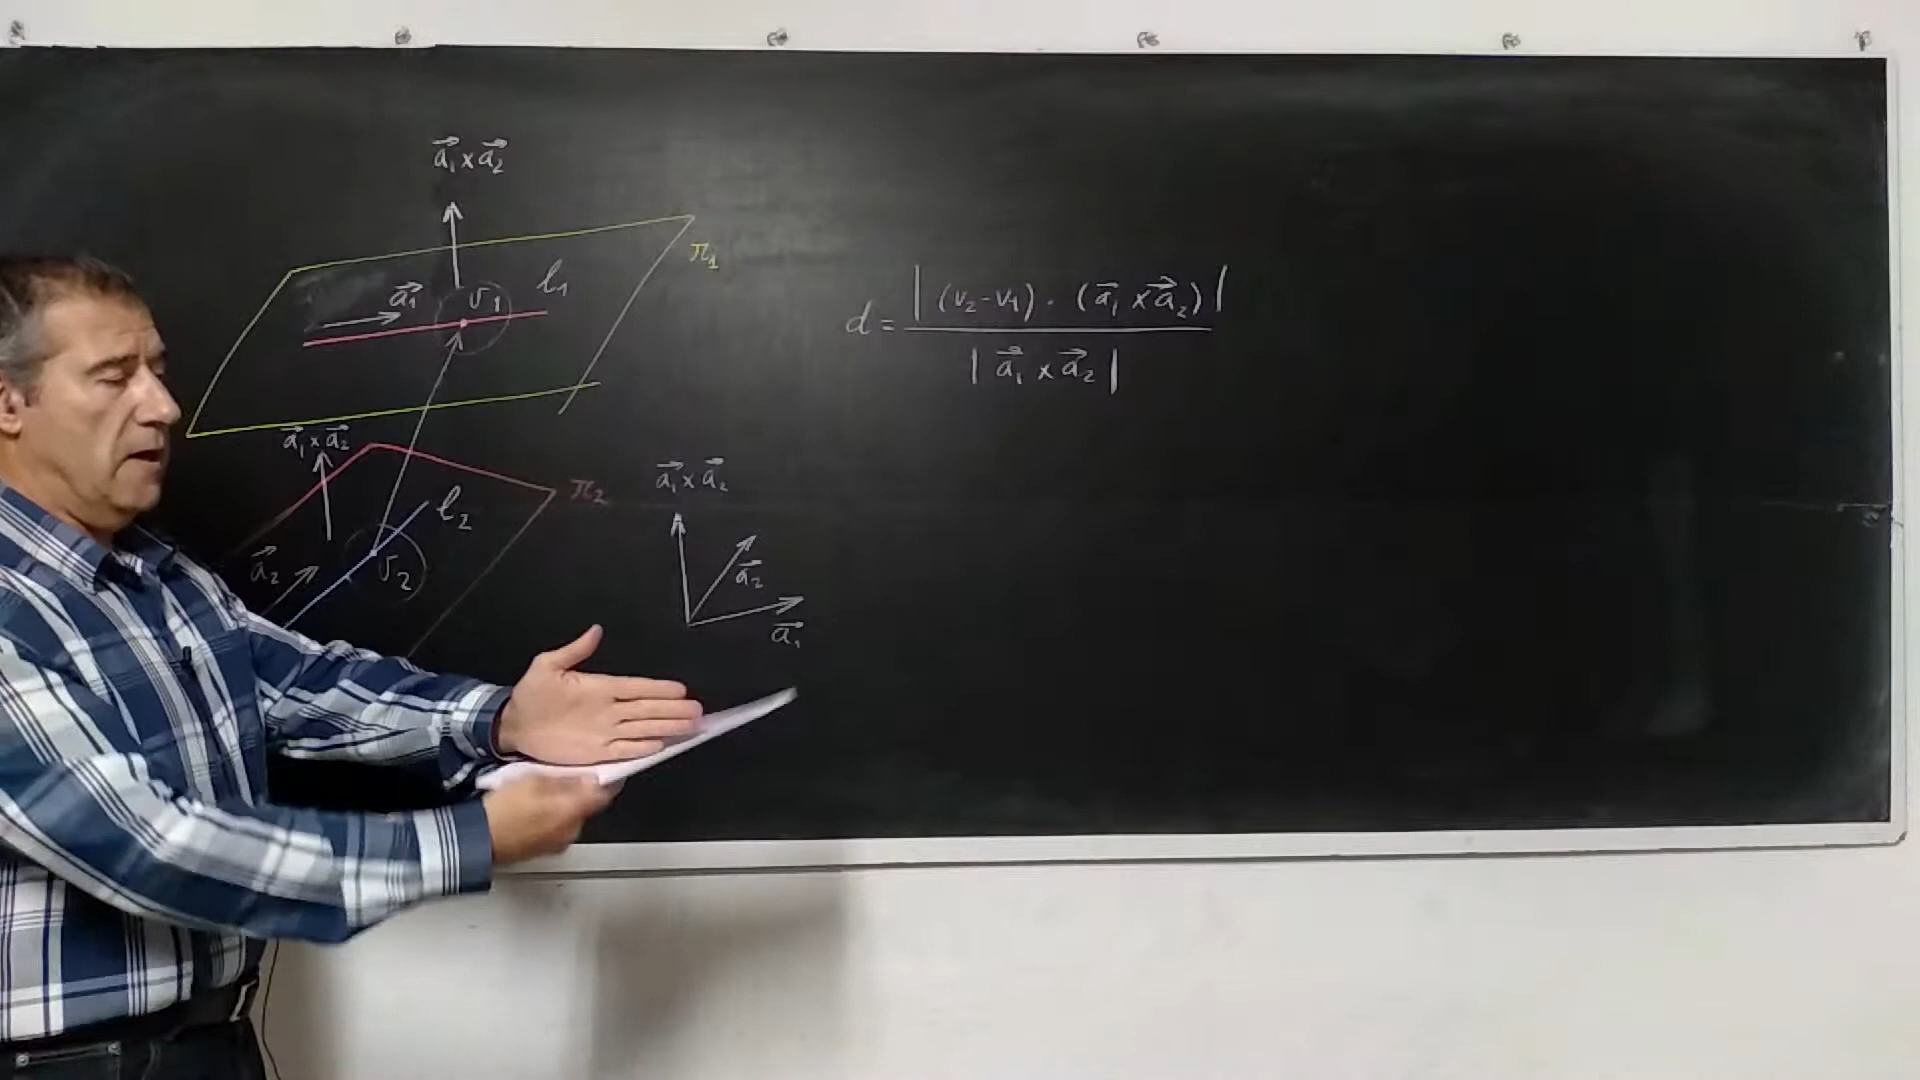 a⃗₁ x a⃗₂
π₁
a⃗₁ v₁ l₁
d = | (v₂ - v₁) · (a⃗₁ x a⃗₂) |
| a⃗₁ x a⃗₂ |
a⃗₁ x a⃗₂
π₂
a⃗₁ x a⃗₂
l₂
a⃗₂ v₂
a⃗₂
a⃗₁